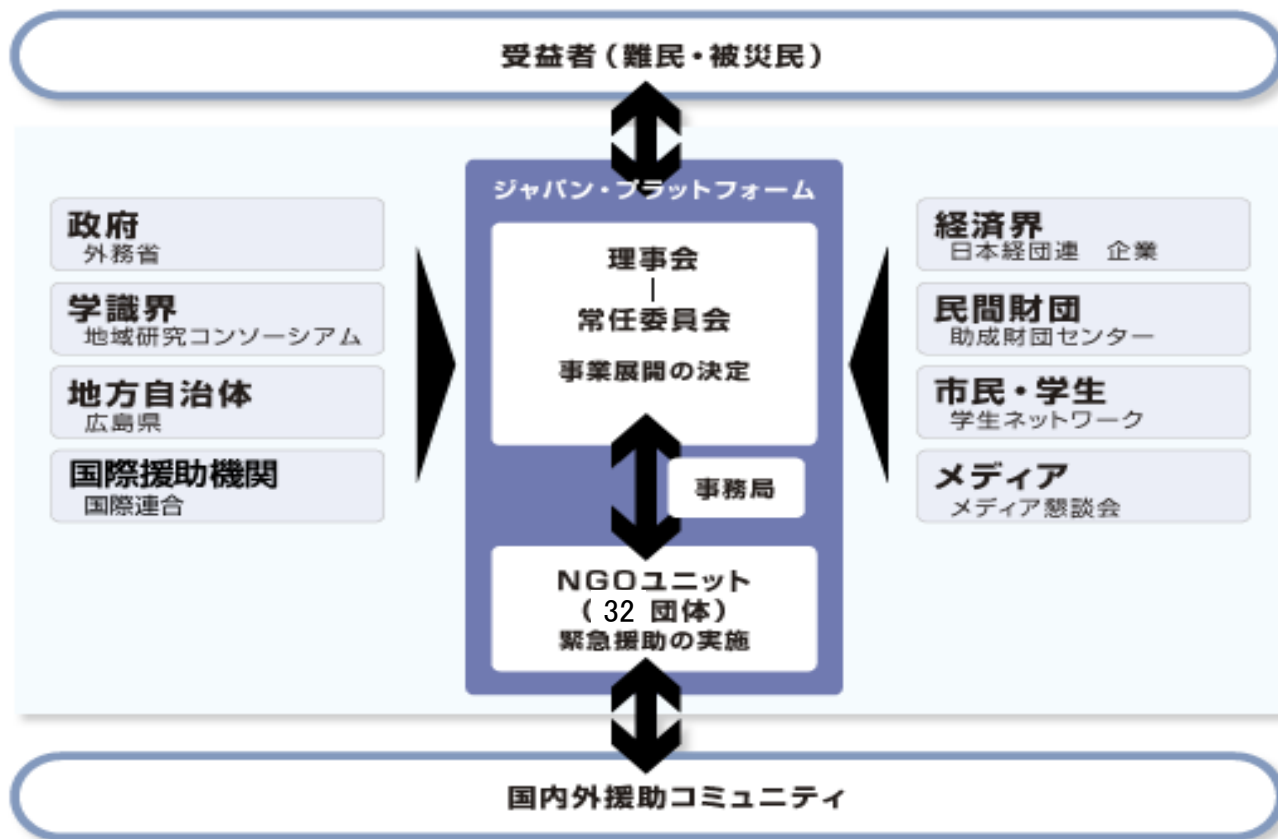 受益者(難民・被災民)
政府
外務省
学識界
地域研究コンソーシアム
地方自治体
広島県
国際援助機関
国際連合
ジャパン・プラットフォーム
理事会
常任委員会
事業展開の決定
事務局
NGOユニット
( 32 団体)
緊急援助の実施
経済界
日本経団連 企業
民間財団
助成財団センター
市民・学生
学生ネットワーク
メディア
メディア懇談会
国内外援助コミュニティ